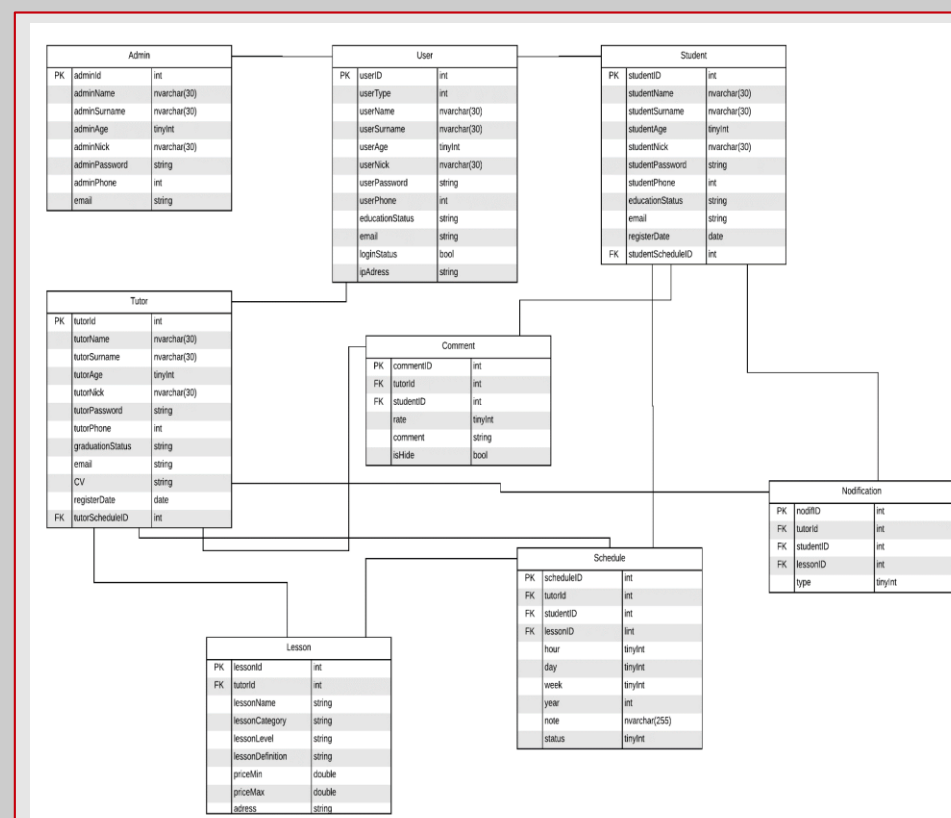 Admin
PK adminId int
adminName nvarchar(30)
adminSurname nvarchar(30)
adminAge tinyInt
adminNick nvarchar(30)
adminPassword string
adminPhone int
email string
User
PK userID int
userType int
userName nvarchar(30)
userSurname nvarchar(30)
userAge tinyInt
userNick nvarchar(30)
userPassword string
userPhone int
educationStatus string
email string
loginStatus bool
ipAdress string
Student
PK studentID int
studentName nvarchar(30)
studentSurname nvarchar(30)
studentAge tinyInt
studentNick nvarchar(30)
studentPassword string
studentPhone int
educationStatus string
email string
registerDate date
FK studentScheduleID int
Tutor
PK tutorId int
tutorName nvarchar(30)
tutorSurname nvarchar(30)
tutorAge tinyInt
tutorNick nvarchar(30)
tutorPassword string
tutorPhone int
graduationStatus string
email string
CV string
registerDate date
FK tutorScheduleID int
Comment
PK commentID int
FK tutorId int
FK studentID int
rate tinyInt
comment string
isHide bool
Nodification
PK nodifID int
FK tutorId int
FK studentID int
FK lessonID int
type tinyInt
Schedule
PK scheduleID int
FK tutorId int
FK studentID int
FK lessonID lint
hour tinyInt
day tinyInt
week tinyInt
year int
note nvarchar(255)
status tinyInt
Lesson
PK lessonId int
FK tutorId int
lessonName string
lessonCategory string
lessonLevel string
lessonDefinition string
priceMin double
priceMax double
adress string